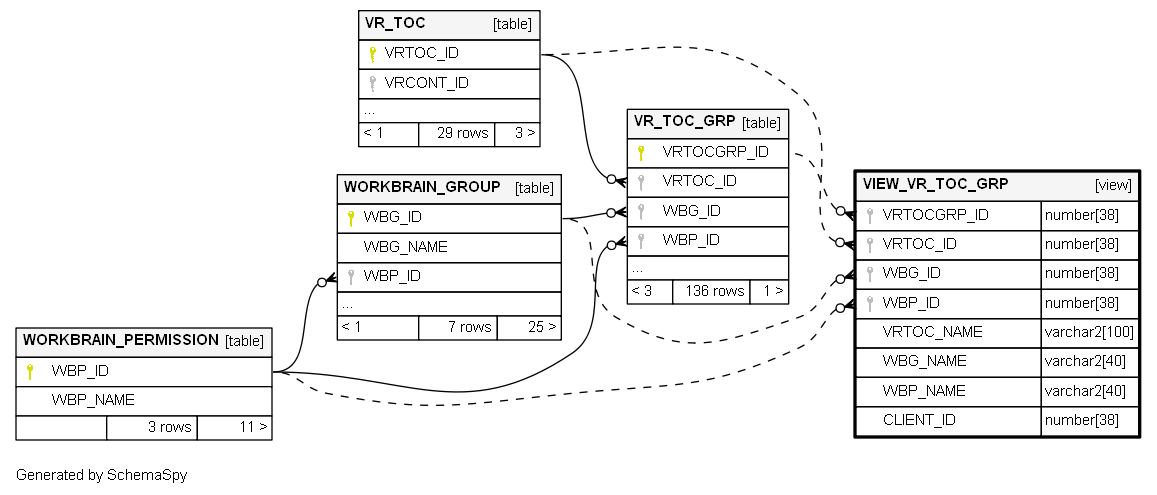 VR_TOC [table]
VRTOC_ID
VRCONT_ID
...
< 1 29 rows 3 >
VR_TOC_GRP [table]
VRTOCGRP_ID
VRTOC_ID
WBG_ID
WBP_ID
...
< 3 136 rows 1 >
WORKBRAIN_GROUP [table]
WBG_ID
WBG_NAME
WBP_ID
...
< 1 7 rows 25 >
VIEW_VR_TOC_GRP [view]
VRTOCGRP_ID number[38]
VRTOC_ID number[38]
WBG_ID number[38]
WBP_ID number[38]
VRTOC_NAME varchar2[100]
WBG_NAME varchar2[40]
WBP_NAME varchar2[40]
CLIENT_ID number[38]
WORKBRAIN_PERMISSION [table]
WBP_ID
WBP_NAME
3 rows 11 >
Generated by SchemaSpy